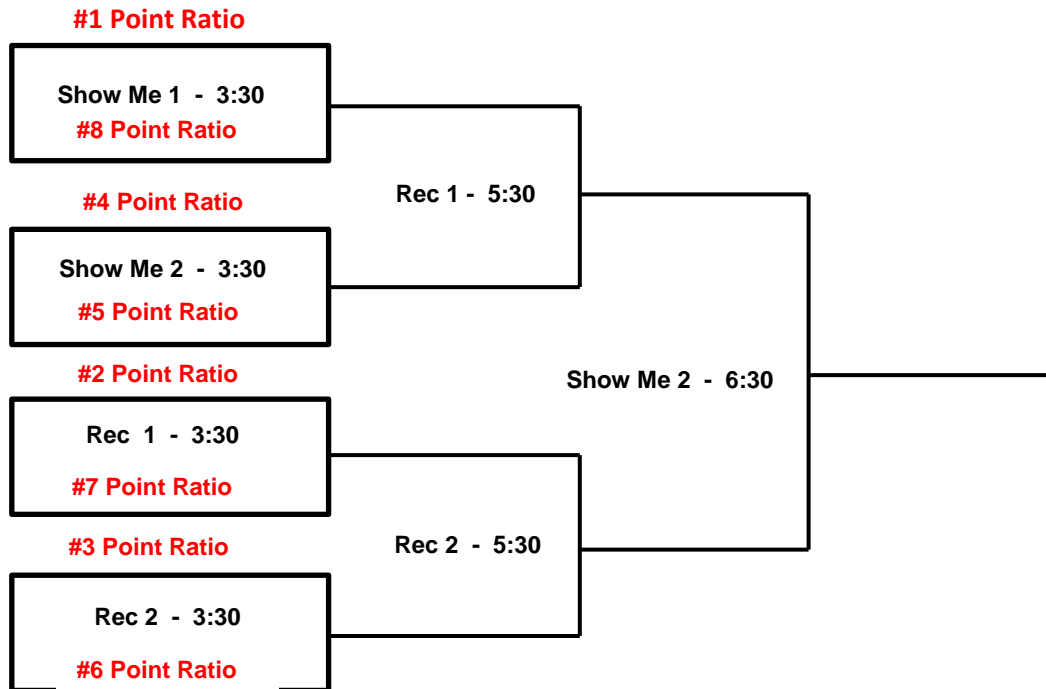 #1 Point Ratio
Show Me 1 - 3:30
#8 Point Ratio
#4 Point Ratio
Show Me 2 - 3:30
#5 Point Ratio
#2 Point Ratio
Rec 1 - 3:30
#7 Point Ratio
#3 Point Ratio
Rec 2 - 3:30
#6 Point Ratio
Rec 1 - 5:30
Rec 2 - 5:30
Show Me 2 - 6:30